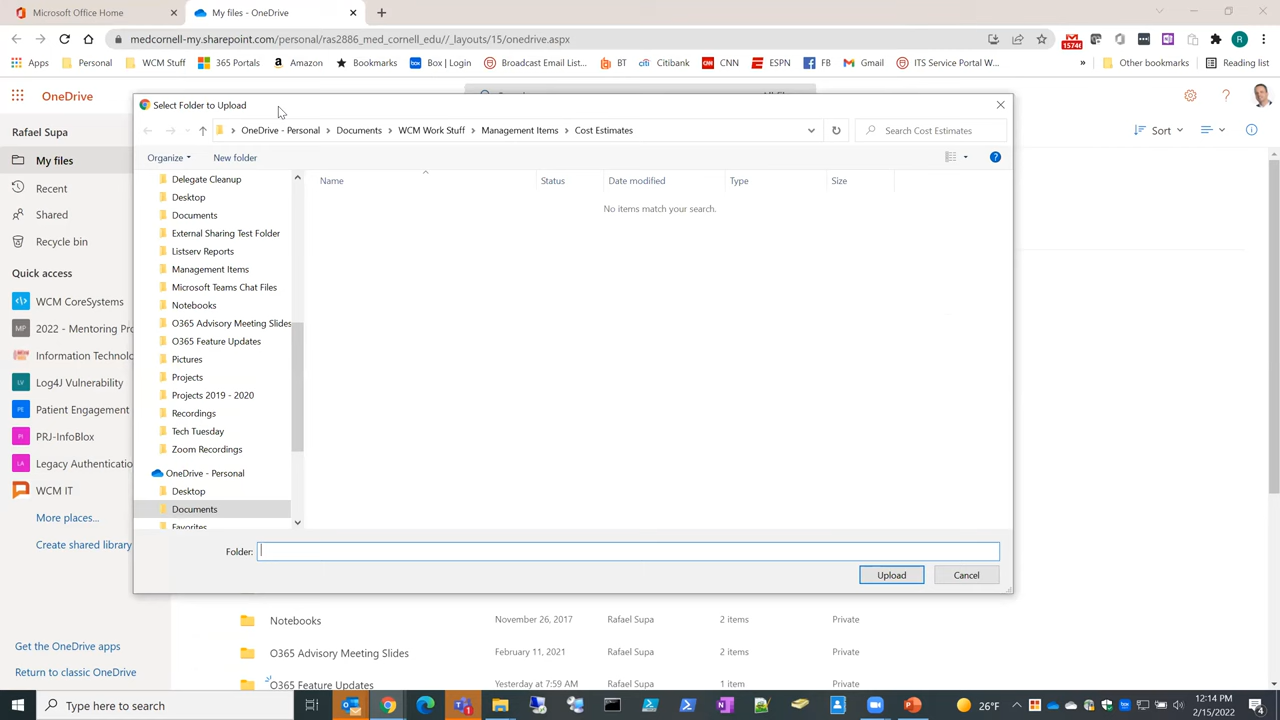 Microsoft Office Home
My files - OneDrive
medcornell-my.sharepoint.com/personal/ras2886_med_cornell_edu//_layouts/15/onedrive.aspx
Apps Personal WCM Stuff 365 Portals Amazon Bookmarks Box | Login Broadcast Email List... BT Citibank CNN ESPN FB Gmail ITS Service Portal W... » Other bookmarks Reading list
OneDrive
Select Folder to Upload
Rafael Supa
OneDrive - Personal > Documents > WCM Work Stuff > Management Items > Cost Estimates
Search Cost Estimates
Sort
My files
Organize
New folder
Recent
Shared
Recycle bin
Quick access
WCM CoreSystems
2022 - Mentoring Pro
Information Technolo
Log4J Vulnerability
Patient Engagement
PRJ-InfoBlox
Legacy Authenticatio
WCM IT
More places...
Create shared library
Get the OneDrive apps
Return to classic OneDrive
Delegate Cleanup
Desktop
Documents
External Sharing Test Folder
Listserv Reports
Management Items
Microsoft Teams Chat Files
Notebooks
O365 Advisory Meeting Slides
O365 Feature Updates
Pictures
Projects
Projects 2019 - 2020
Recordings
Tech Tuesday
Zoom Recordings
OneDrive - Personal
Desktop
Documents
Favorites
Name Status Date modified Type Size
No items match your search.
Folder:
Upload Cancel
Notebooks November 26, 2017 Rafael Supa 2 items Private
O365 Advisory Meeting Slides February 11, 2021 Rafael Supa 2 items Private
O365 Feature Updates Yesterday at 7:59 AM Rafael Supa 1 item Private
Type here to search
26°F
12:14 PM
2/15/2022